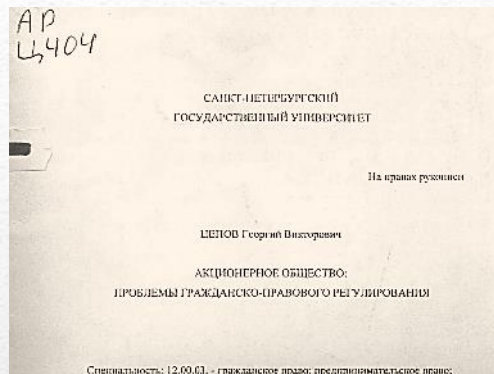 АР
Ц404
САНКТ-ПЕТЕРБУРГСКИЙ
ГОСУДАРСТВЕННЫЙ УНИВЕРСИТЕТ
На правах рукописи
ЦЕПОВ Георгий Викторович
АКЦИОНЕРНОЕ ОБЩЕСТВО:
ПРОБЛЕМЫ ГРАЖДАНСКО-ПРАВОВОГО РЕГУЛИРОВАНИЯ
Специальность: 12.00.03. - гражданское право; предпринимательское право;